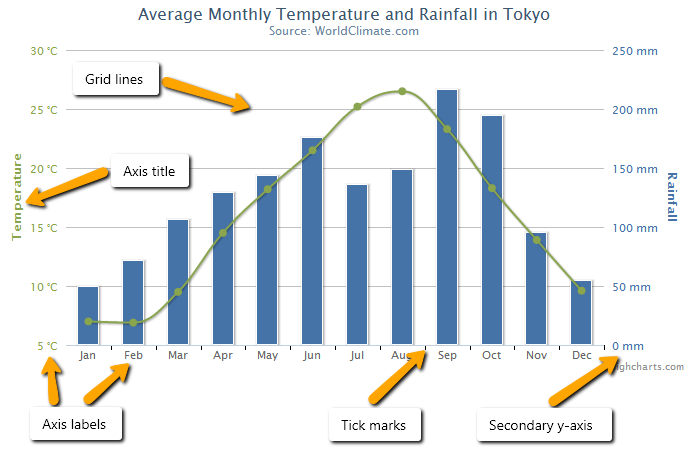 Average Monthly Temperature and Rainfall in Tokyo
Source: WorldClimate.com
30 °C
250 mm
Grid lines
25 °C
200 mm
20 °C
150 mm
Axis title
Temperature
Rainfall
15 °C
100 mm
10 °C
50 mm
5 °C
0 mm
Jan Feb Mar Apr May Jun Jul Aug Sep Oct Nov Dec
ghcharts.com
Axis labels
Tick marks
Secondary y-axis